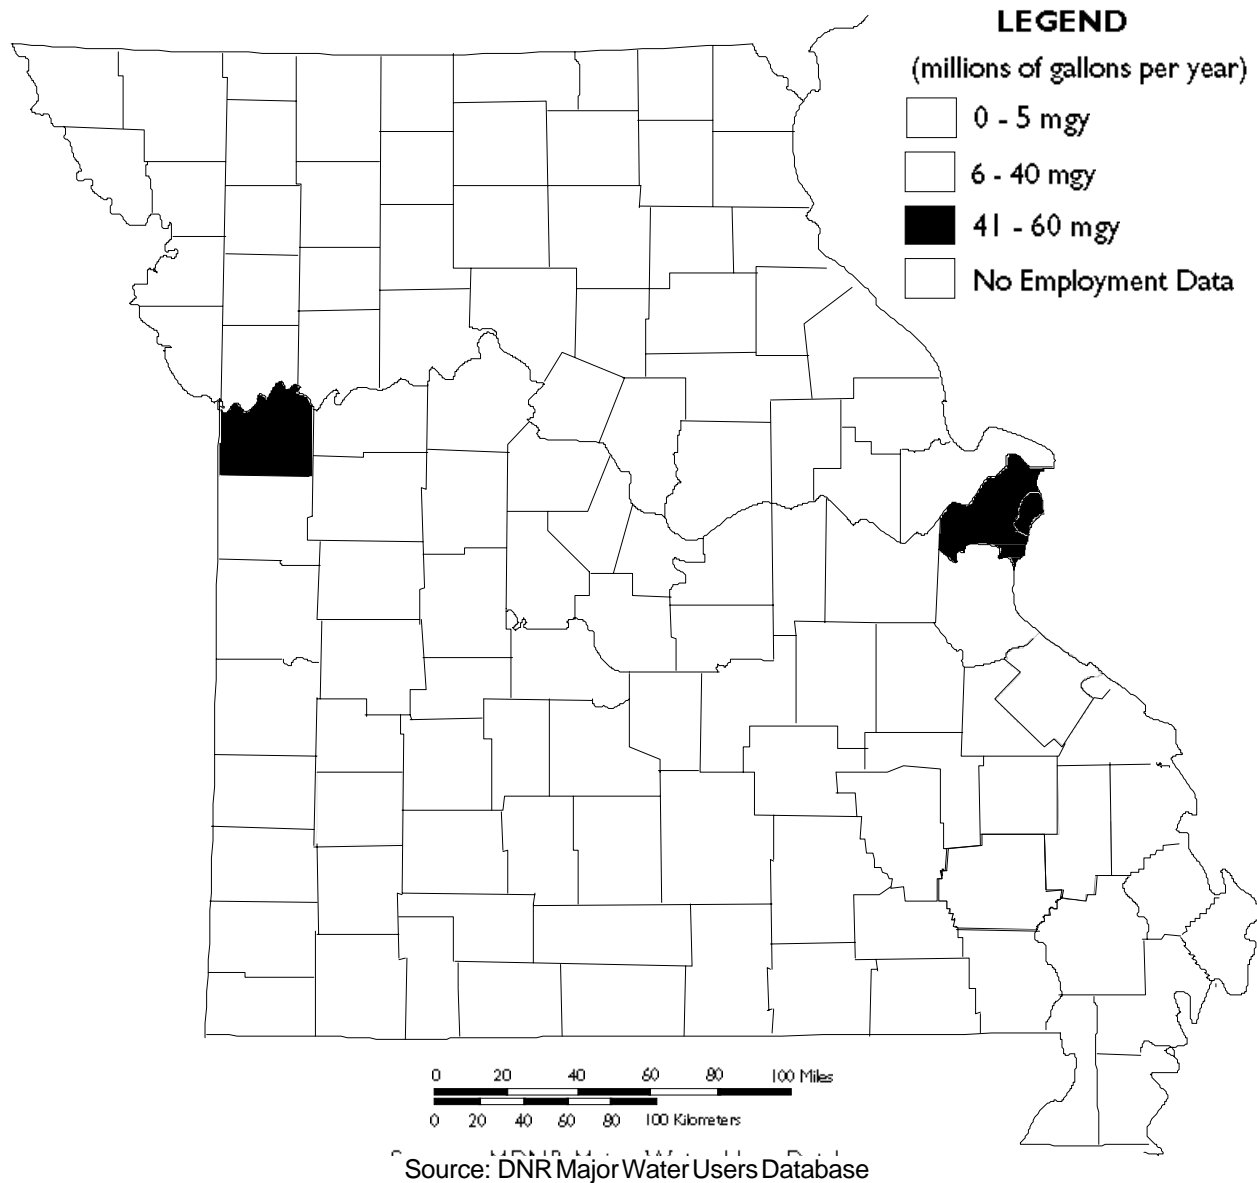 LEGEND
(millions of gallons per year)
0 - 5 mgy
6 - 40 mgy
41 - 60 mgy
No Employment Data
0 20 40 60 80 100 Miles
0 20 40 60 80 100 Kilometers
Source: DNR Major Water Users Database